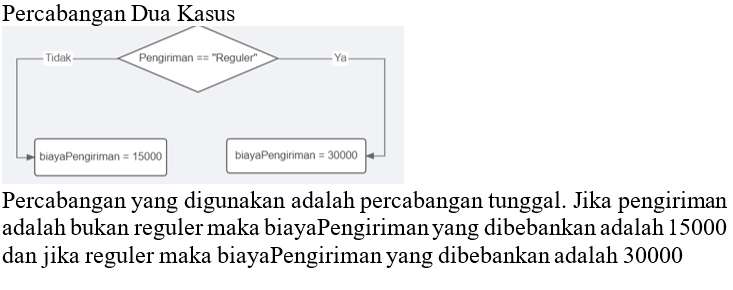 Percabangan Dua Kasus
Tidak
Pengiriman == "Reguler"
Ya
biayaPengiriman = 15000
biayaPengiriman = 30000
Percabangan yang digunakan adalah percabangan tunggal. Jika pengiriman
adalah bukan reguler maka biayaPengiriman yang dibebankan adalah 15000
dan jika reguler maka biayaPengiriman yang dibebankan adalah 30000